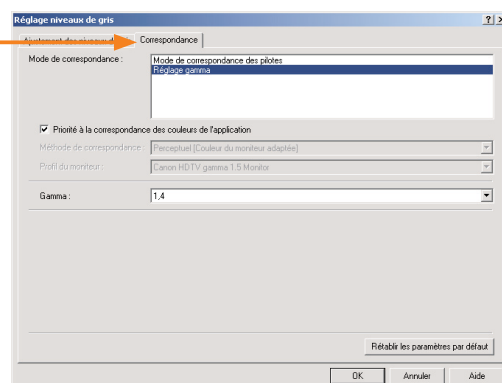 Réglage niveaux de gris
Correspondance
Mode de correspondance :
Mode de correspondance des pilotes
Réglage gamma
Priorité à la correspondance des couleurs de l'application
Méthode de correspondance : Perceptuel [Couleur du moniteur adaptée]
Profil du moniteur : Canon HDTV gamma 1.5 Monitor
Gamma : 1,4
Rétablir les paramètres par défaut
OK Annuler Aide